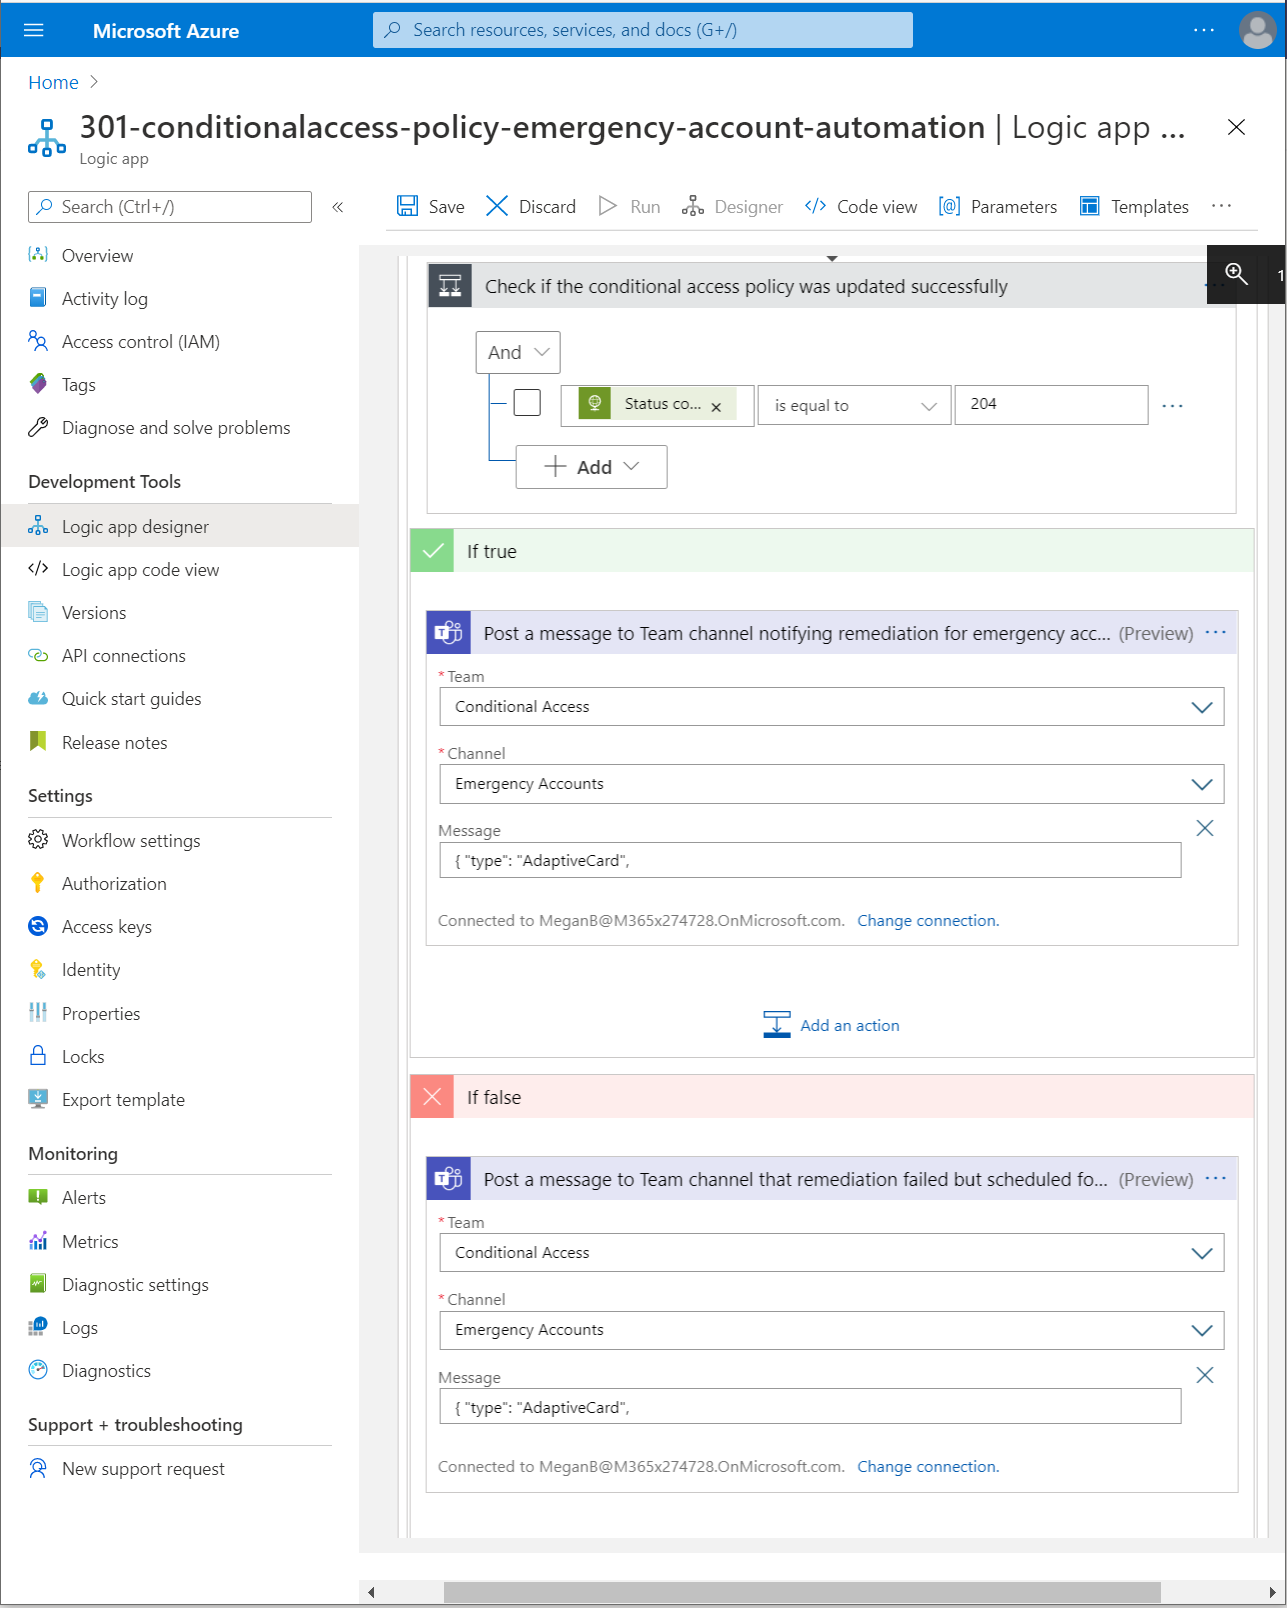 Microsoft Azure
Search resources, services, and docs (G+/)
Home
301-conditionalaccess-policy-emergency-account-automation | Logic app ...
Logic app
Search (Ctrl+/)
Save
Discard
Run
Designer
Code view
Parameters
Templates
Overview
Activity log
Access control (IAM)
Tags
Diagnose and solve problems
Development Tools
Logic app designer
Logic app code view
Versions
API connections
Quick start guides
Release notes
Settings
Workflow settings
Authorization
Access keys
Identity
Properties
Locks
Export template
Monitoring
Alerts
Metrics
Diagnostic settings
Logs
Diagnostics
Support + troubleshooting
New support request
Check if the conditional access policy was updated successfully
1
And
Status co...
is equal to
204
Add
If true
Post a message to Team channel notifying remediation for emergency acc... (Preview)
* Team
Conditional Access
* Channel
Emergency Accounts
Message
{ "type": "AdaptiveCard",
Connected to MeganB@M365x274728.OnMicrosoft.com. Change connection.
Add an action
If false
Post a message to Team channel that remediation failed but scheduled fo... (Preview)
* Team
Conditional Access
* Channel
Emergency Accounts
Message
{ "type": "AdaptiveCard",
Connected to MeganB@M365x274728.OnMicrosoft.com. Change connection.